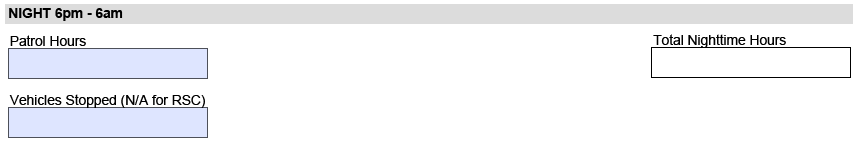 NIGHT 6pm - 6am
Patrol Hours
Total Nighttime Hours
Vehicles Stopped (N/A for RSC)